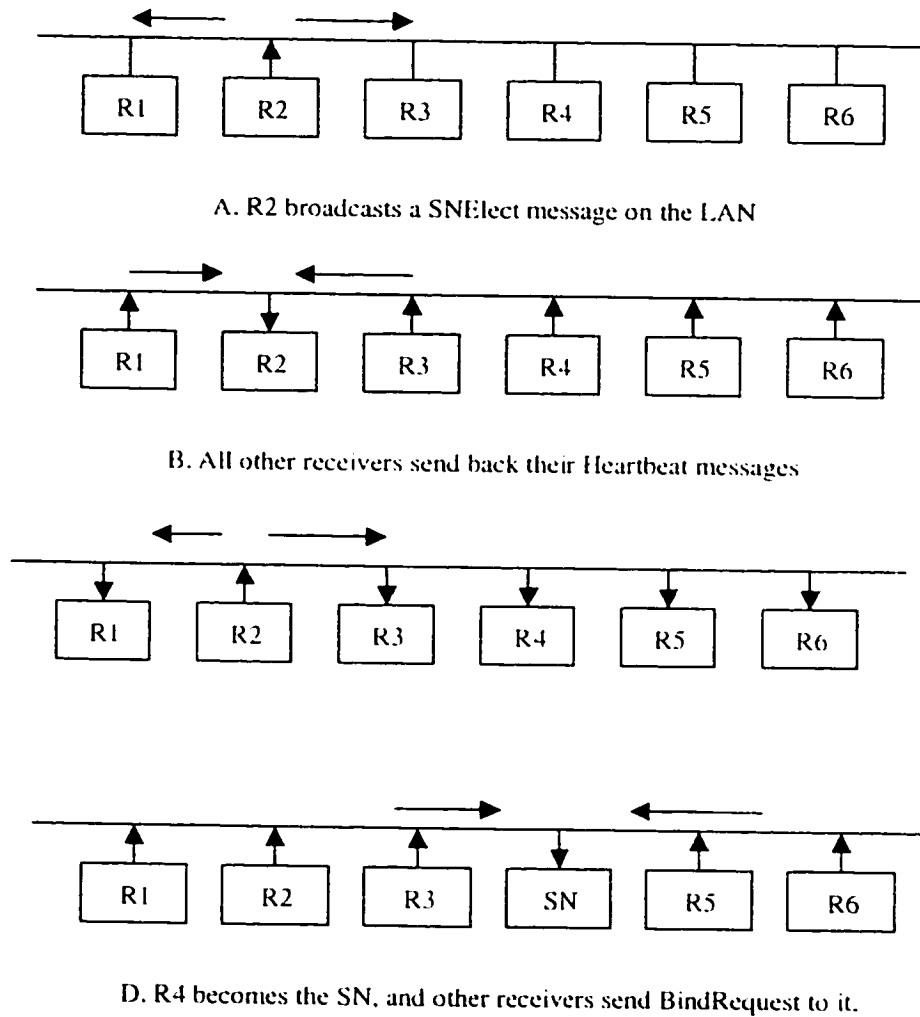 R1 R2 R3 R4 R5 R6
A. R2 broadcasts a SNElect message on the LAN
R1 R2 R3 R4 R5 R6
B. All other receivers send back their Heartbeat messages
R1 R2 R3 R4 R5 R6
R1 R2 R3 SN R5 R6
D. R4 becomes the SN, and other receivers send BindRequest to it.